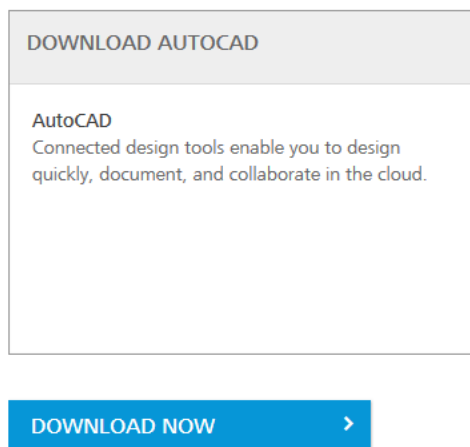 DOWNLOAD AUTOCAD
AutoCAD
Connected design tools enable you to design
quickly, document, and collaborate in the cloud.
DOWNLOAD NOW